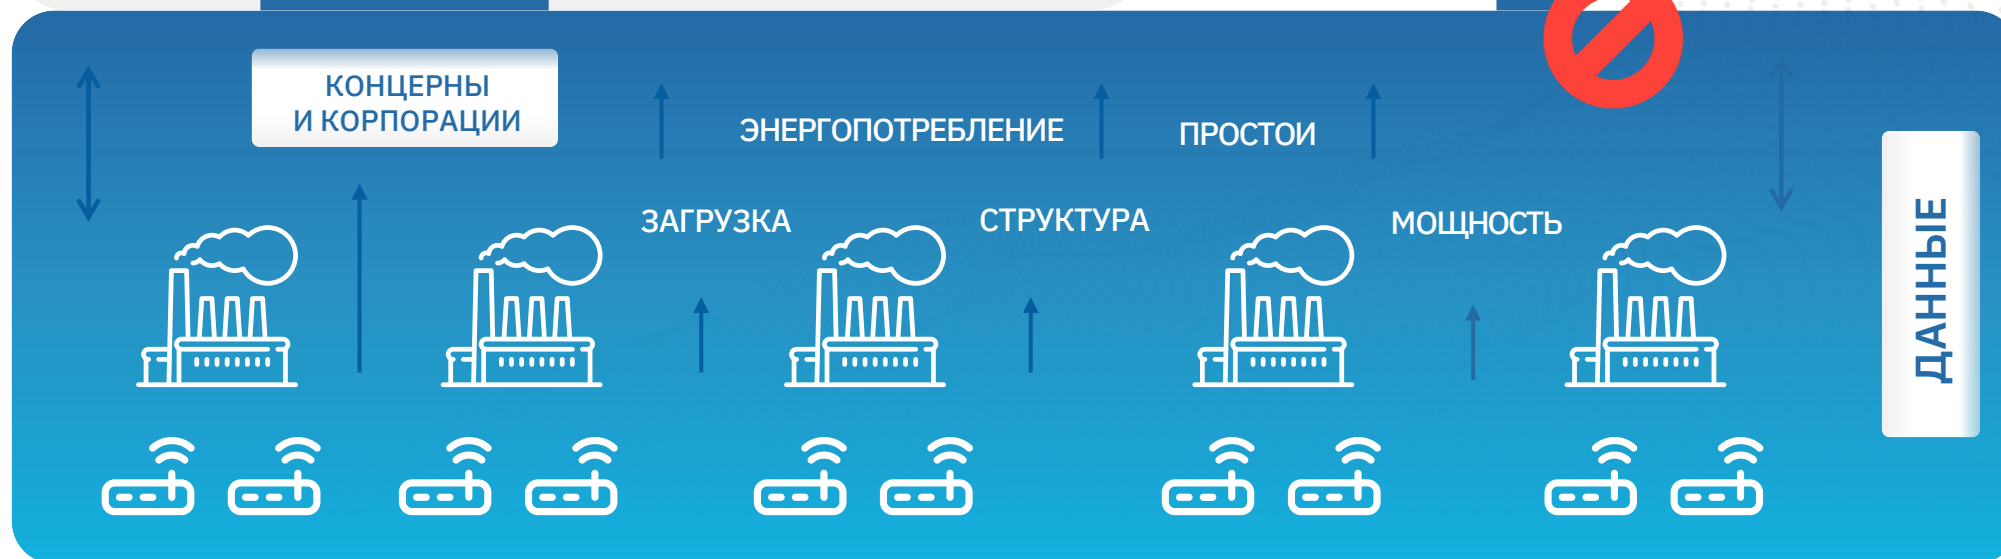 КОНЦЕРНЫ
И КОРПОРАЦИИ
ЭНЕРГОПОТРЕБЛЕНИЕ
ПРОСТОИ
ЗАГРУЗКА
СТРУКТУРА
МОЩНОСТЬ
ДАННЫЕ